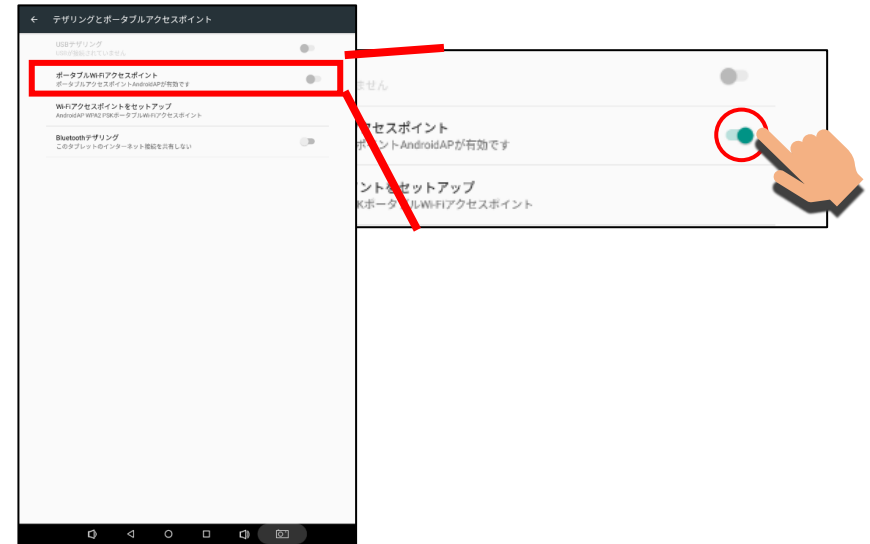 テザリングとポータブルアクセスポイント
USBテザリング
USBが接続されていません
ポータブルWi-Fiアクセスポイント
ポータブルアクセスポイントAndroidAPが有効です
Wi-Fiアクセスポイントをセットアップ
AndroidAP WPA2 PSKポータブルWi-Fiアクセスポイント
Bluetoothテザリング
このタブレットのインターネット接続を共有しない
ません
アクセスポイント
ポイントAndroidAPが有効です
ントをセットアップ
KポータブルWi-Fiアクセスポイント